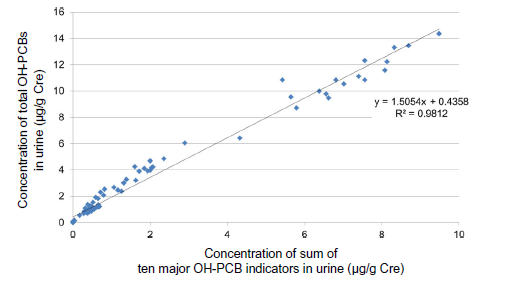 16
14
12
10
8
6
4
2
0
Concentration of total OH-PCBs
in urine (μg/g Cre)
y = 1.5054x + 0.4358
R² = 0.9812
0 2 4 6 8 10
Concentration of sum of
ten major OH-PCB indicators in urine (μg/g Cre)